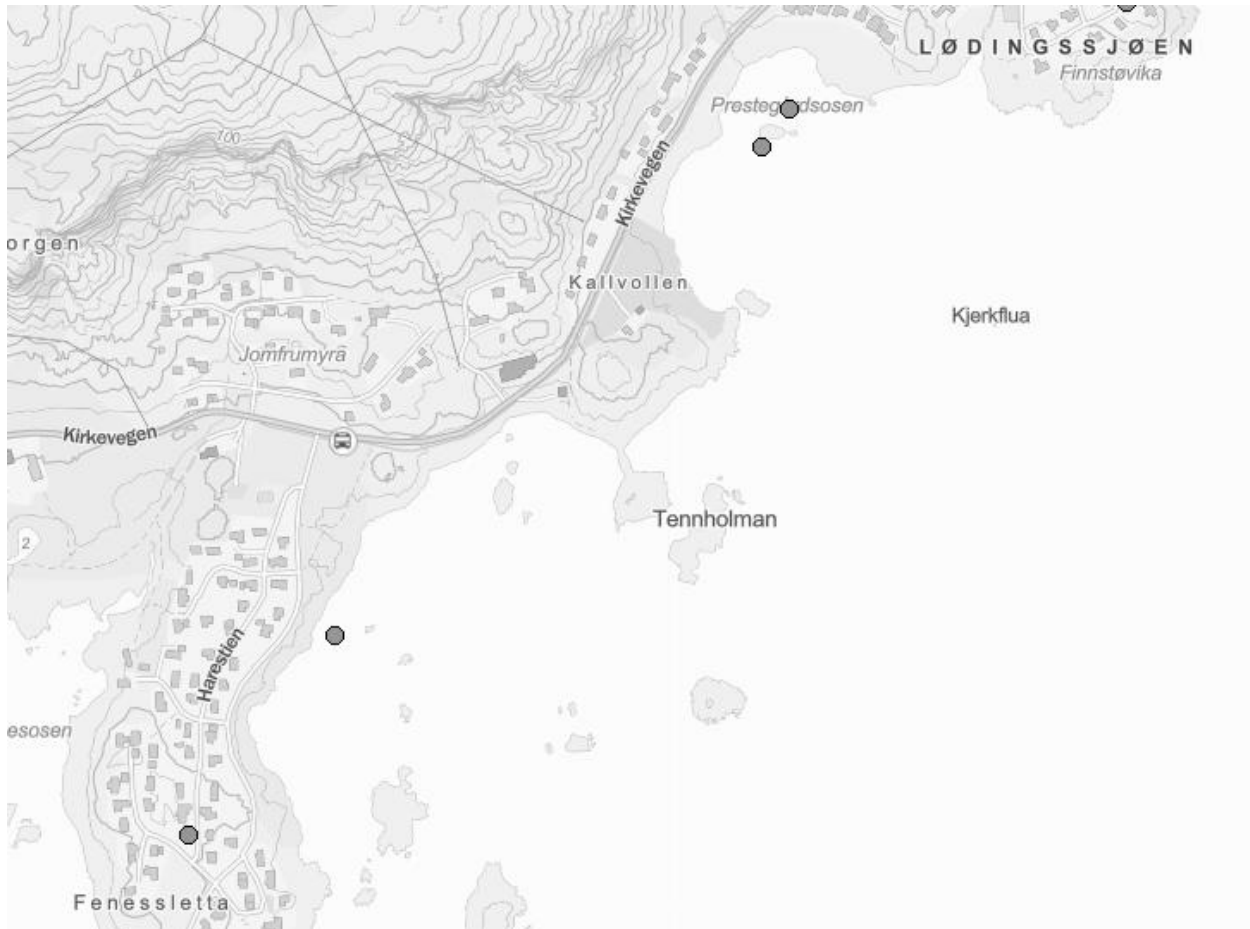 LØDINGSSJØEN
Finnstøvika
100
Kirkevegen
orgen
Kallvollen
Kjerkflua
Jomfrumyra
Kirkevegen
Tennholman
2
Harestien
esosen
Fenessletta